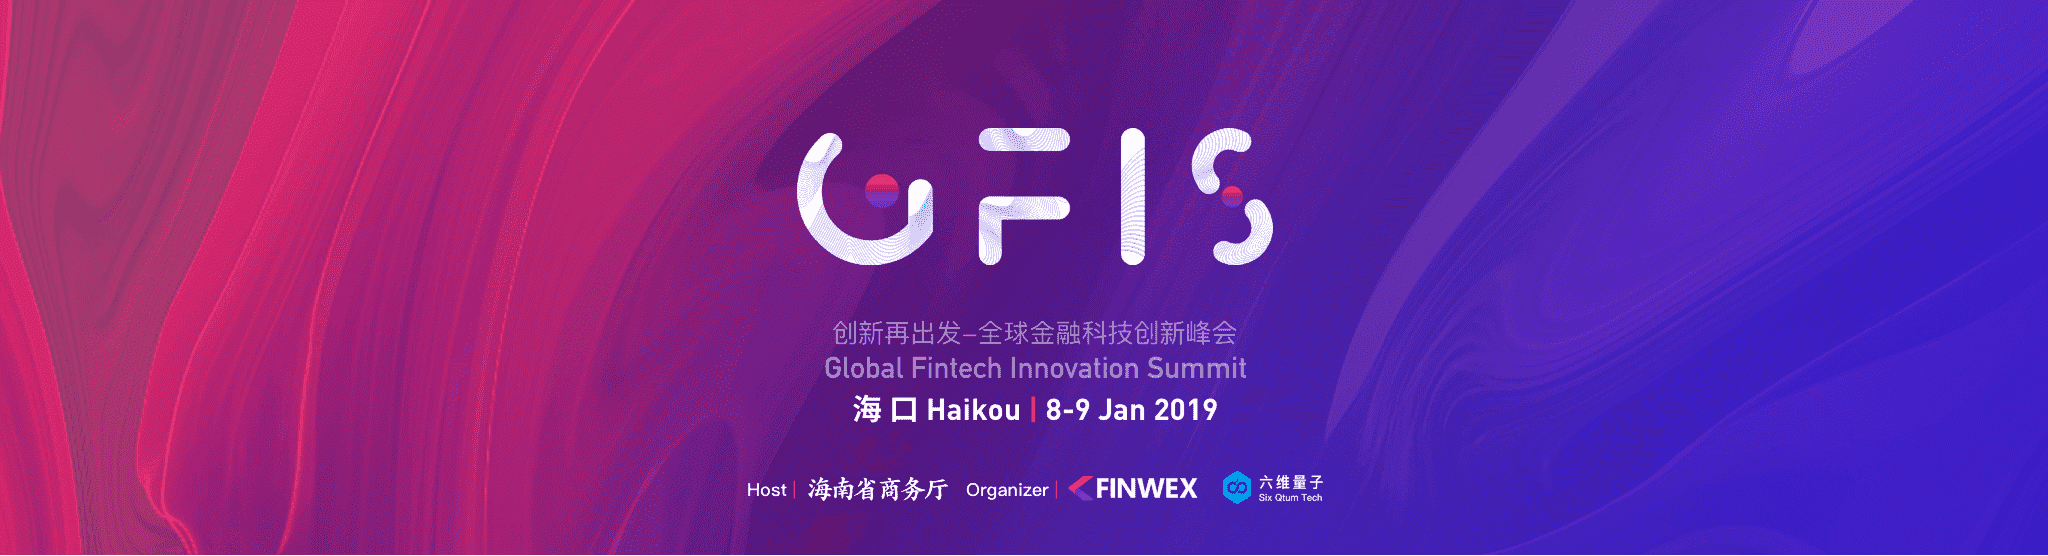 GFIS
创新再出发-全球金融科技创新峰会
Global Fintech Innovation Summit
海口 Haikou | 8-9 Jan 2019
Host | 海南省商务厅 Organizer | FINWEX 六维量子
Six Qtum Tech